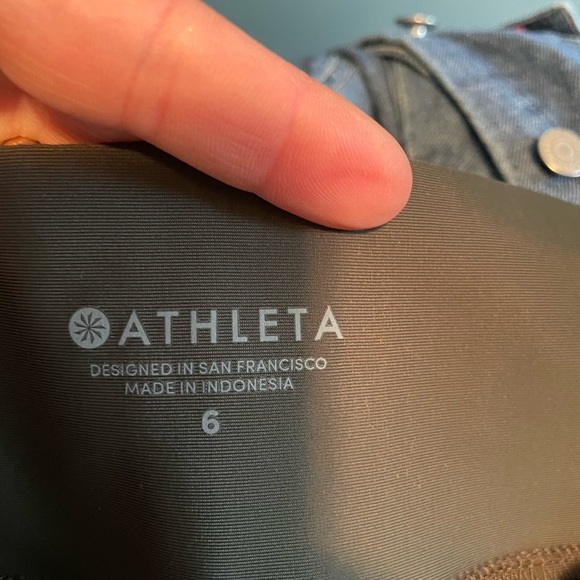 ATHLETA
DESIGNED IN SAN FRANCISCO
MADE IN INDONESIA
6